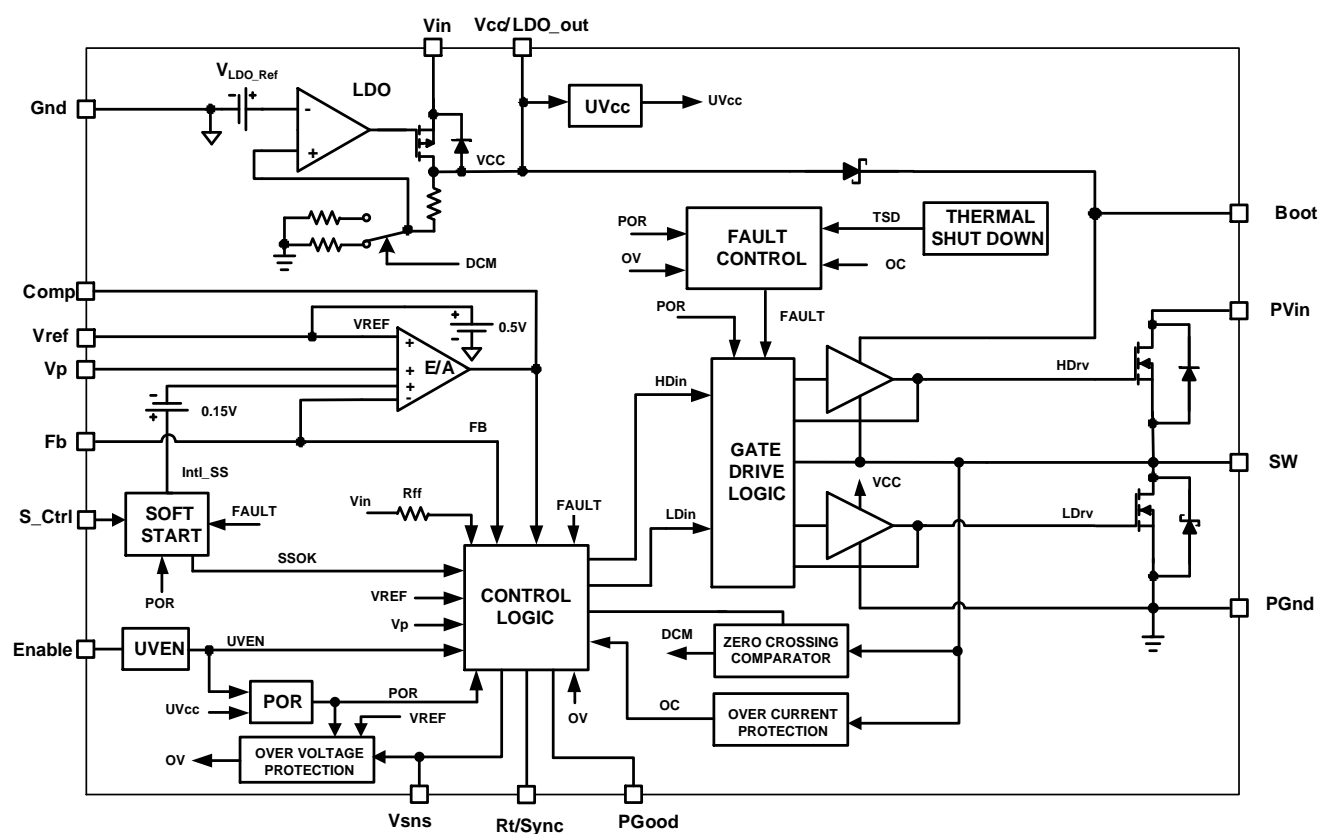 Vin
Vcc/LDO_out
VLDO_Ref
LDO
- +
-
+
Gnd
UVcc
UVcc
VCC
Boot
POR
OV
FAULT
CONTROL
TSD
THERMAL
SHUT DOWN
OC
DCM
Comp
Vref
VREF
0.5V
- +
Vp
+
+
+
-
E/A
POR
FAULT
PVin
HDin
HDrv
-
+
0.15V
Fb
FB
GATE
DRIVE
LOGIC
SW
Intl_SS
VCC
S_Ctrl
SOFT
START
FAULT
Vin
Rff
FAULT
LDin
LDrv
SSOK
POR
VREF
Vp
CONTROL
LOGIC
PGnd
Enable
UVEN
UVEN
DCM
ZERO CROSSING
COMPARATOR
POR
UVcc
POR
VREF
OV
OC
OVER CURRENT
PROTECTION
OV
OVER VOLTAGE
PROTECTION
Vsns
Rt/Sync
PGood